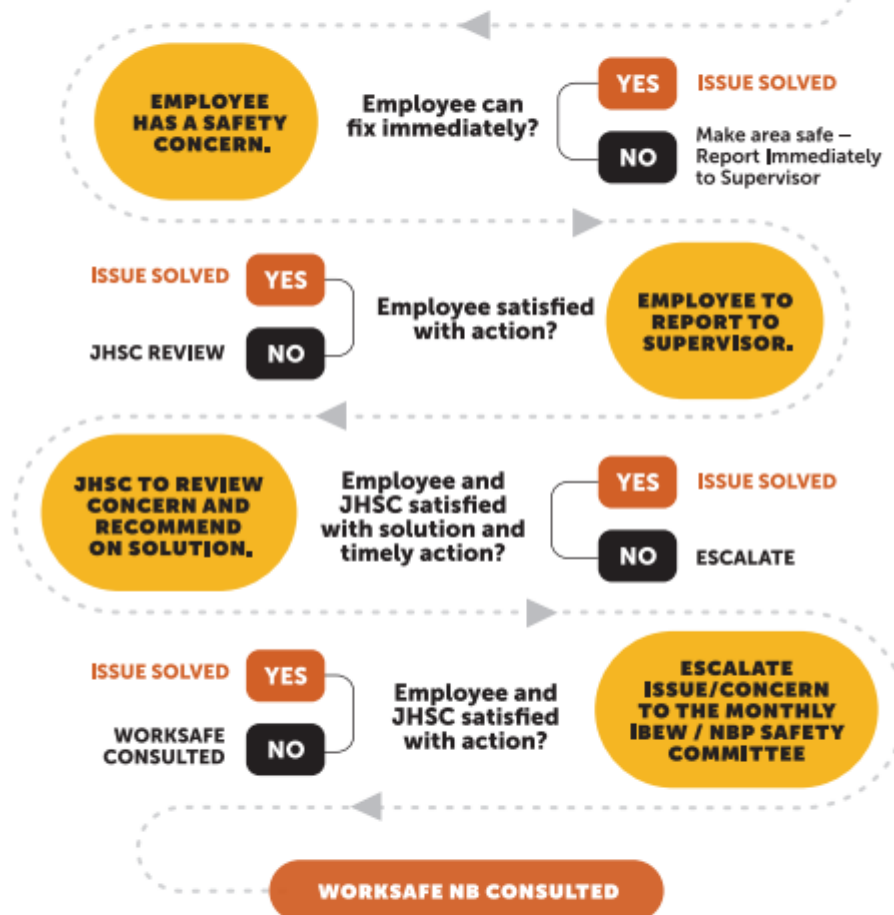 EMPLOYEE
HAS A SAFETY
CONCERN.
Employee can
fix immediately?
YES
ISSUE SOLVED
NO
Make area safe –
Report Immediately
to Supervisor
EMPLOYEE TO
REPORT TO
SUPERVISOR.
Employee satisfied
with action?
YES
ISSUE SOLVED
NO
JHSC REVIEW
JHSC TO REVIEW
CONCERN AND
RECOMMEND
ON SOLUTION.
Employee and
JHSC satisfied
with solution and
timely action?
YES
ISSUE SOLVED
NO
ESCALATE
ESCALATE
ISSUE/CONCERN
TO THE MONTHLY
IBEW / NBP SAFETY
COMMITTEE
Employee and
JHSC satisfied
with action?
YES
ISSUE SOLVED
NO
WORKSAFE
CONSULTED
WORKSAFE NB CONSULTED